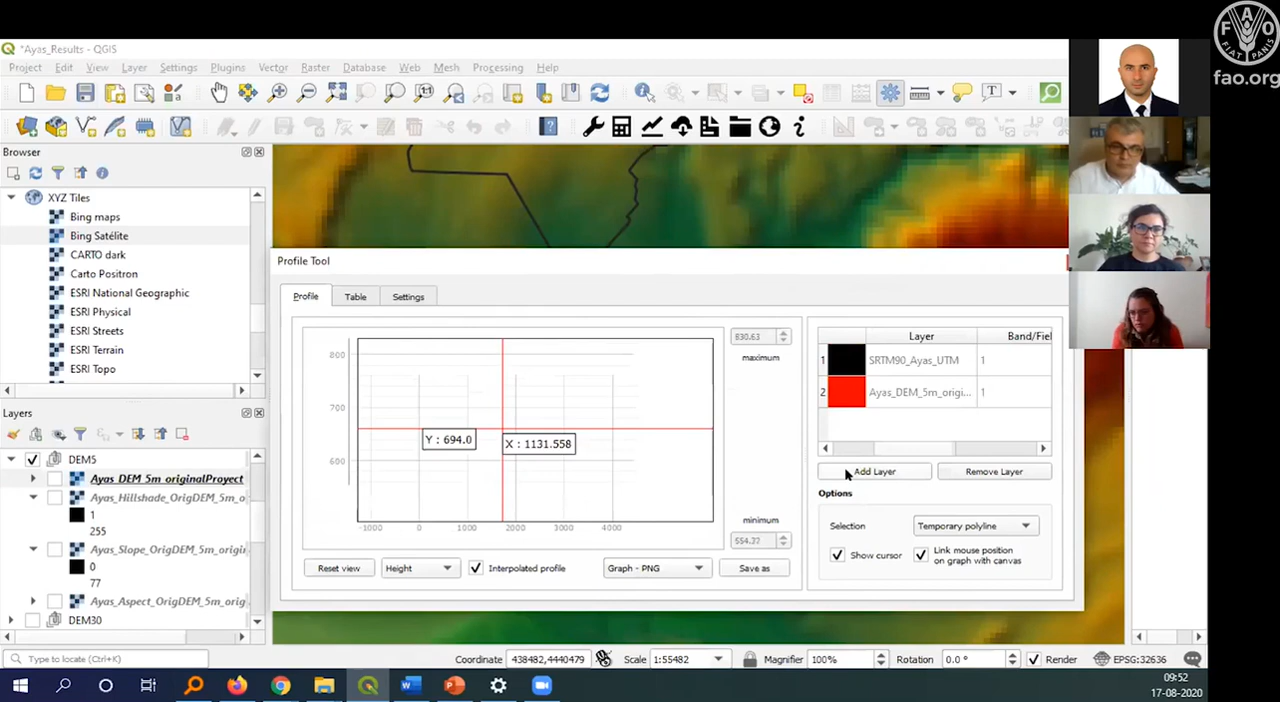 FAO
FIAT PANIS
fao.org
*Ayas_Results - QGIS
Project Edit View Layer Settings Plugins Vector Raster Database Web Mesh Processing Help
Browser
XYZ Tiles
Bing maps
Bing Satélite
CARTO dark
Carto Positron
ESRI National Geographic
ESRI Physical
ESRI Streets
ESRI Terrain
ESRI Topo
Layers
DEM5
Ayas_DEM_5m_originalProyect
Ayas_Hillshade_OrigDEM_5m_o
1
255
Ayas_Slope_OrigDEM_5m_origi
0
77
Ayas_Aspect_OrigDEM_5m_orig
DEM30
Profile Tool
Profile Table Settings
800
700
600
-1000 0 1000 2000 3000 4000
Y : 694.0
X : 1131.558
830.63
maximum
minimum
554.37
Reset view Height Interpolated profile Graph - PNG Save as
Layer Band/Fiel
1 SRTM90_Ayas_UTM 1
2 Ayas_DEM_5m_origi... 1
Add Layer Remove Layer
Options
Selection Temporary polyline
Show cursor
Link mouse position
on graph with canvas
Type to locate (Ctrl+K)
Coordinate 438482,4440479 Scale 1:55482 Magnifier 100% Rotation 0.0 ° Render EPSG:32636
09:52
17-08-2020